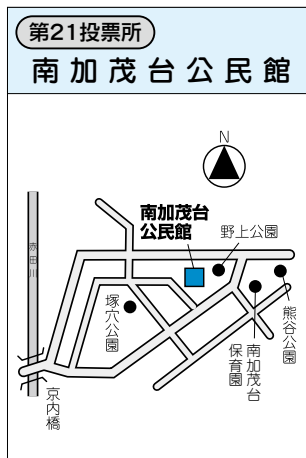 第21投票所
南加茂台公民館
N
南加茂台
公民館
野上公園
赤田川
塚穴公園
熊谷公園
南加茂台
保育園
京内橋